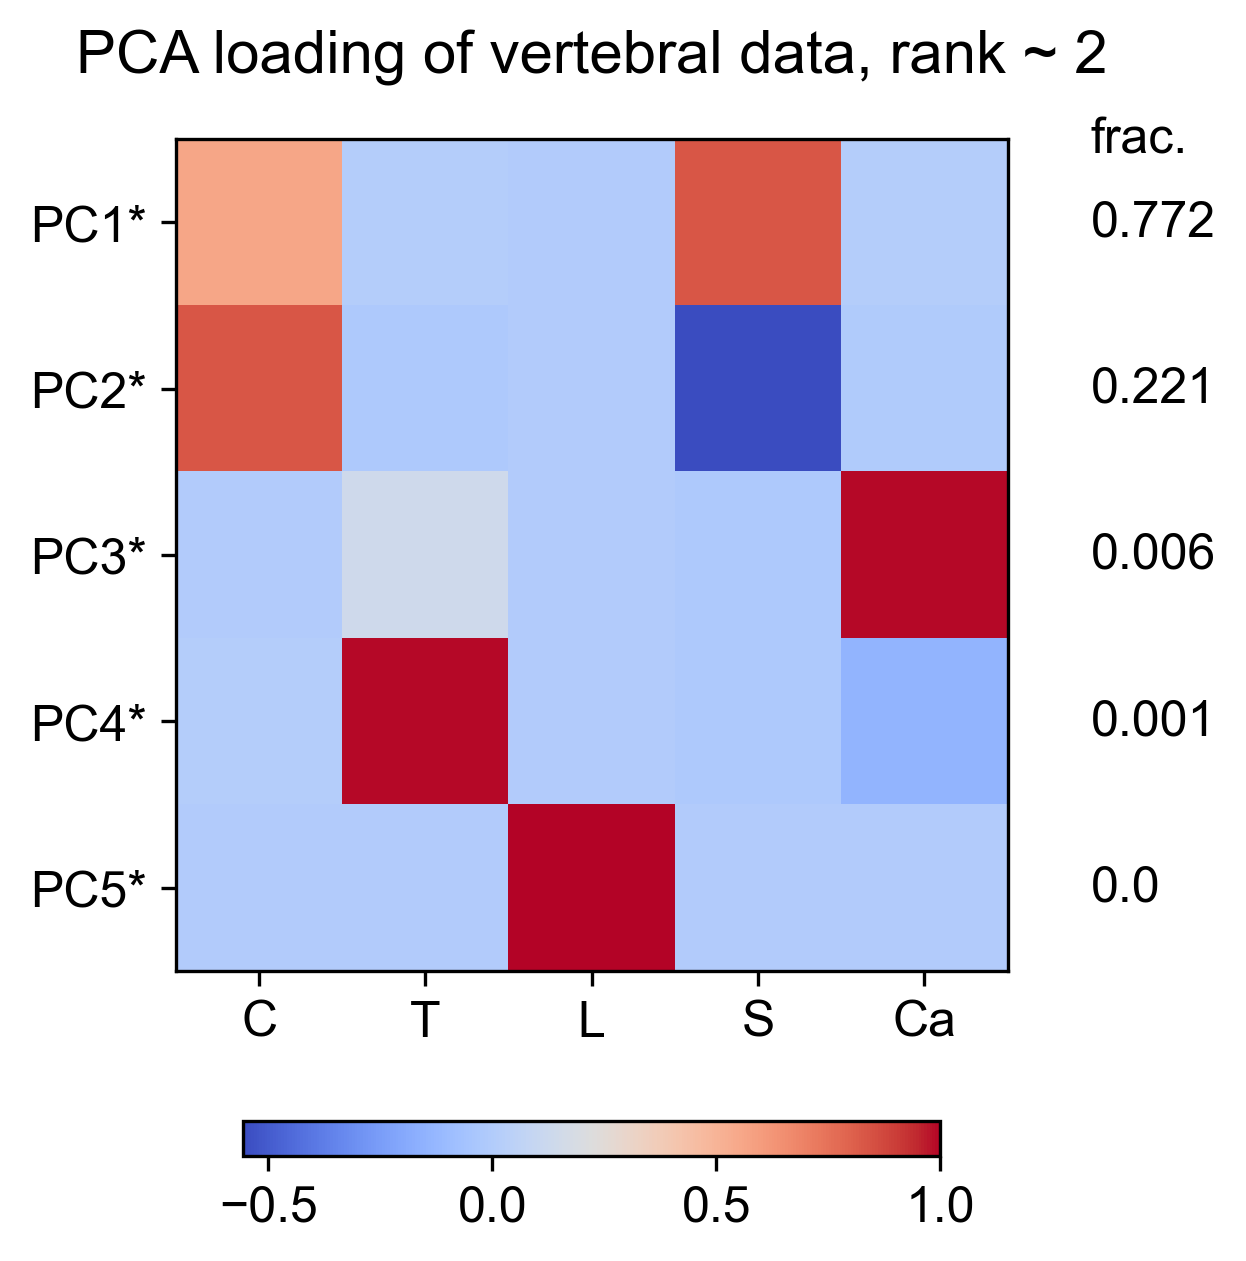 PCA loading of vertebral data, rank ~ 2
frac.
PC1* 0.772
PC2* 0.221
PC3* 0.006
PC4* 0.001
PC5* 0.0
C T L S Ca
−0.5 0.0 0.5 1.0